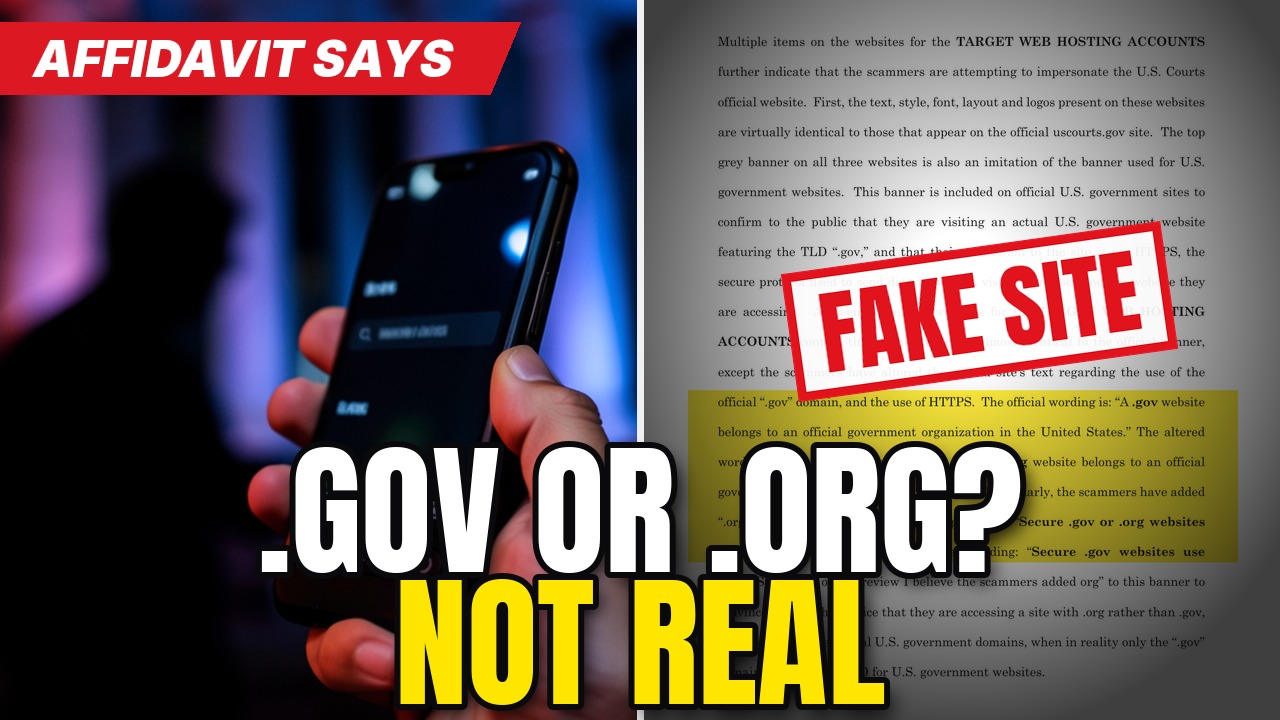 AFFIDAVIT SAYS
Multiple items on the websites for the TARGET WEB HOSTING ACCOUNTS
further indicate that the scammers are attempting to impersonate the U.S. Courts
official website. First, the text, style, font, layout and logos present on these websites
are virtually identical to those that appear on the official uscourts.gov site. The top
grey banner on all three websites is also an imitation of the banner used for U.S.
government websites. This banner is included on official U.S. government sites to
confirm to the public that they are visiting an actual U.S. government website
featuring the TLD “.gov,” and that the
secure
are
ACCOUNTS
except the
official “.gov” domain, and the use of HTTPS. The official wording is: “A .gov website
belongs to an official government organization in the United States.” The altered
website belongs to an official
the scammers have added
Secure .gov or .org websites
“Secure .gov websites use
review I believe the scammers added org” to this banner to
that they are accessing a site with .org rather than .gov,
U.S. government domains, when in reality only the “.gov”
for U.S. government websites.
FAKE SITE
.GOV OR .ORG?
NOT REAL